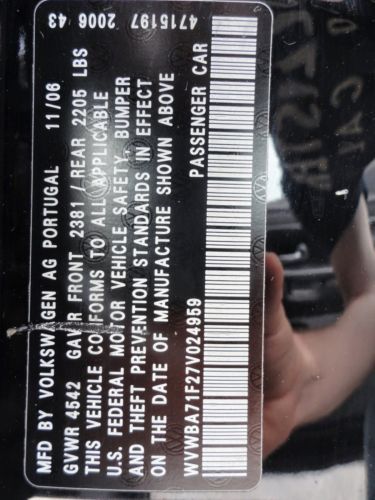 4715197 2006 43
MFD BY VOLKSWAGEN AG PORTUGAL 11/06
GVWR 4542 GAWR FRONT 2381 / REAR 2205 LBS
THIS VEHICLE CONFORMS TO ALL APPLICABLE
U.S. FEDERAL MOTOR VEHICLE SAFETY BUMPER
AND THEFT PREVENTION STANDARDS IN EFFECT
ON THE DATE OF MANUFACTURE SHOWN ABOVE
WVWBA71F27V024959 PASSENGER CAR